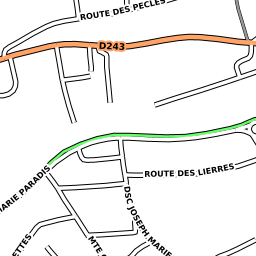 ROUTE DES PECLES
D243
MARIE PARADIS
ROUTE DES LIERRES
DSC JOSEPH MARIE
ETTES
MTE